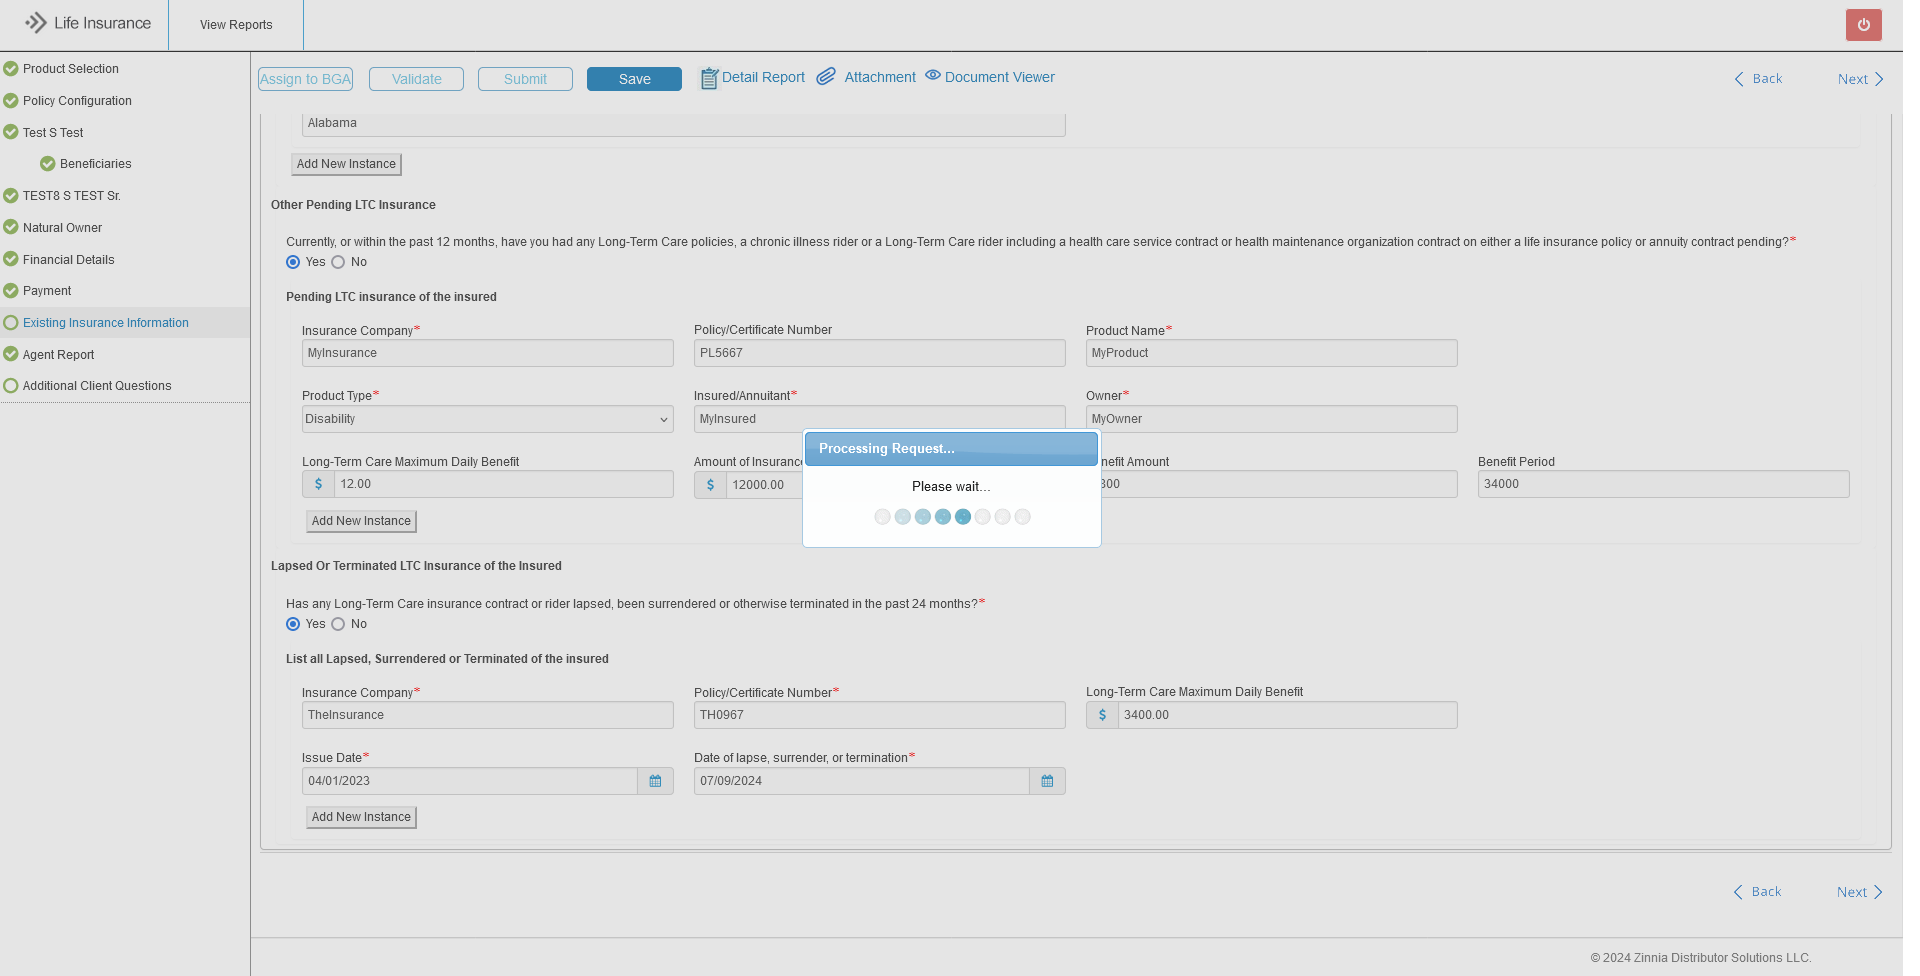 Life Insurance
View Reports
Product Selection
Policy Configuration
Test S Test
Beneficiaries
TEST8 S TEST Sr.
Natural Owner
Financial Details
Payment
Existing Insurance Information
Agent Report
Additional Client Questions
Assign to BGA Validate Submit Save Detail Report Attachment Document Viewer Back Next
Alabama
Add New Instance
Other Pending LTC Insurance
Currently, or within the past 12 months, have you had any Long-Term Care policies, a chronic illness rider or a Long-Term Care rider including a health care service contract or health maintenance organization contract on either a life insurance policy or annuity contract pending?*
Yes No
Pending LTC insurance of the insured
Insurance Company* Policy/Certificate Number Product Name*
MyInsurance PL5667 MyProduct
Product Type* Insured/Annuitant* Owner*
Disability MyInsured MyOwner
Long-Term Care Maximum Daily Benefit Amount of Insurance Amount Benefit Period
$ 12.00 $ 12000.00 34000
Add New Instance
Processing Request...
Please wait...
Lapsed Or Terminated LTC Insurance of the Insured
Has any Long-Term Care insurance contract or rider lapsed, been surrendered or otherwise terminated in the past 24 months?*
Yes No
List all Lapsed, Surrendered or Terminated of the insured
Insurance Company* Policy/Certificate Number* Long-Term Care Maximum Daily Benefit
TheInsurance TH0967 $ 3400.00
Issue Date* Date of lapse, surrender, or termination*
04/01/2023 07/09/2024
Add New Instance
Back Next
© 2024 Zinnia Distributor Solutions LLC.